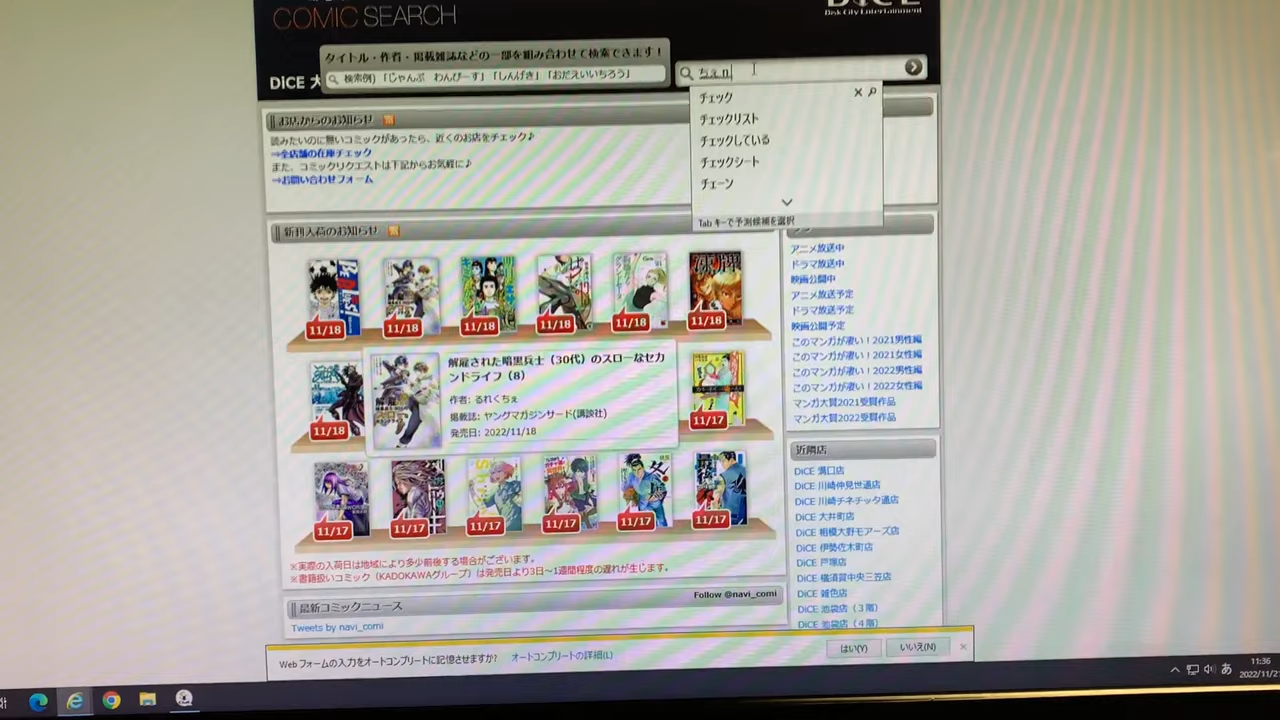 COMIC SEARCH
DiCE
Disk City Entertainment
タイトル・作者・掲載雑誌などの一部を組み合わせて検索できます！
検索例)「じゃんぷ　わんぴーす」「しんげき」「おだえいいちろう」
ちぇn
DiCE 大
チェック
チェックリスト
チェックしている
チェックシート
チェーン
Tab キーで予測候補を選択
お店からのお知らせ
読みたいのに無いコミックがあったら、近くのお店をチェック♪
⇒全店舗の在庫チェック
また、コミックリクエストは下記からお気軽に♪
⇒お問い合わせフォーム
新刊入荷のお知らせ
11/18
11/18
11/18
11/18
11/18
11/18
11/18
解雇された暗黒兵士（30代）のスローなセカ
ンドライフ（8）
作者: るれくちぇ
掲載誌: ヤングマガジンサード(講談社)
発売日: 2022/11/18
11/17
11/17
11/17
11/17
11/17
11/17
11/17
※実際の入荷日は地域により多少前後する場合がございます。
※書籍扱いコミック（KADOKAWAグループ）は発売日より3日～1週間程度の遅れが生じます。
最新コミックニュース
Follow @navi_comi
Tweets by navi_comi
アニメ放送中
ドラマ放送中
映画公開中
アニメ放送予定
ドラマ放送予定
映画公開予定
このマンガが凄い！2021男性編
このマンガが凄い！2021女性編
このマンガが凄い！2022男性編
このマンガが凄い！2022女性編
マンガ大賞2021受賞作品
マンガ大賞2022受賞作品
近隣店
DiCE 溝口店
DiCE 川崎仲見世通店
DiCE 川崎チネチッタ通店
DiCE 大井町店
DiCE 相模大野モアーズ店
DiCE 伊勢佐木町店
DiCE 戸塚店
DiCE 横須賀中央三笠店
DiCE 雑色店
DiCE 池袋店（３階）
DiCE 池袋店（４階）
Web フォームの入力をオートコンプリートに記憶させますか?
オートコンプリートの詳細(L)
はい(Y)
いいえ(N)
あ
11:36
2022/11/2